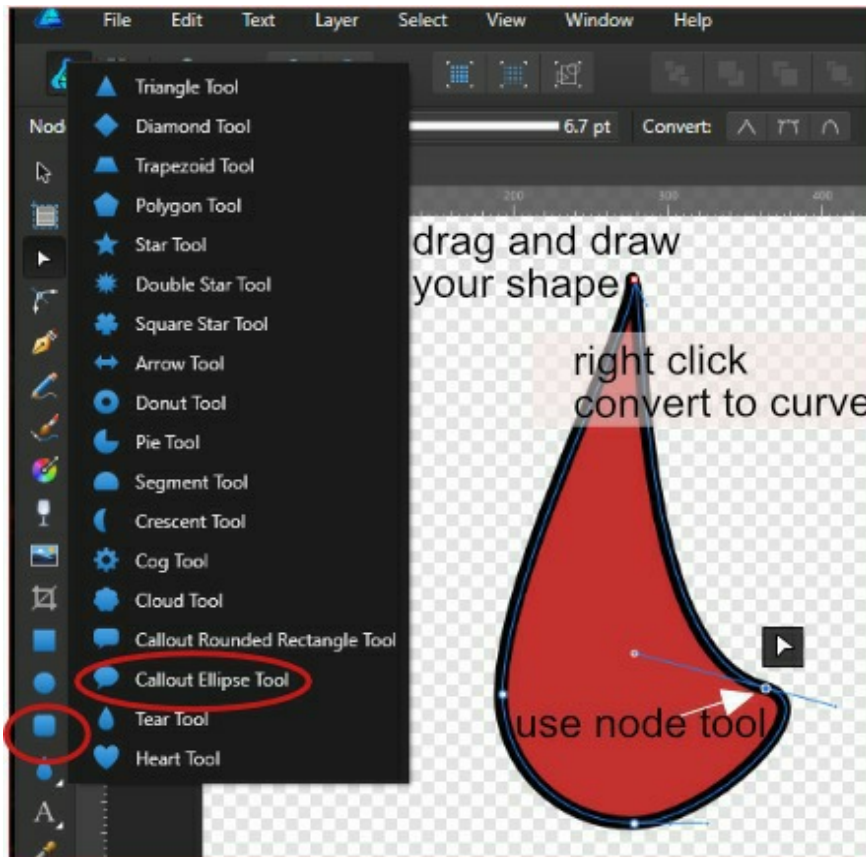 File Edit Text Layer Select View Window Help
Node
6.7 pt Convert:
200 300 400
Triangle Tool
Diamond Tool
Trapezoid Tool
Polygon Tool
Star Tool
Double Star Tool
Square Star Tool
Arrow Tool
Donut Tool
Pie Tool
Segment Tool
Crescent Tool
Cog Tool
Cloud Tool
Callout Rounded Rectangle Tool
Callout Ellipse Tool
Tear Tool
Heart Tool
A
drag and draw
your shape
right click
convert to curve
use node tool